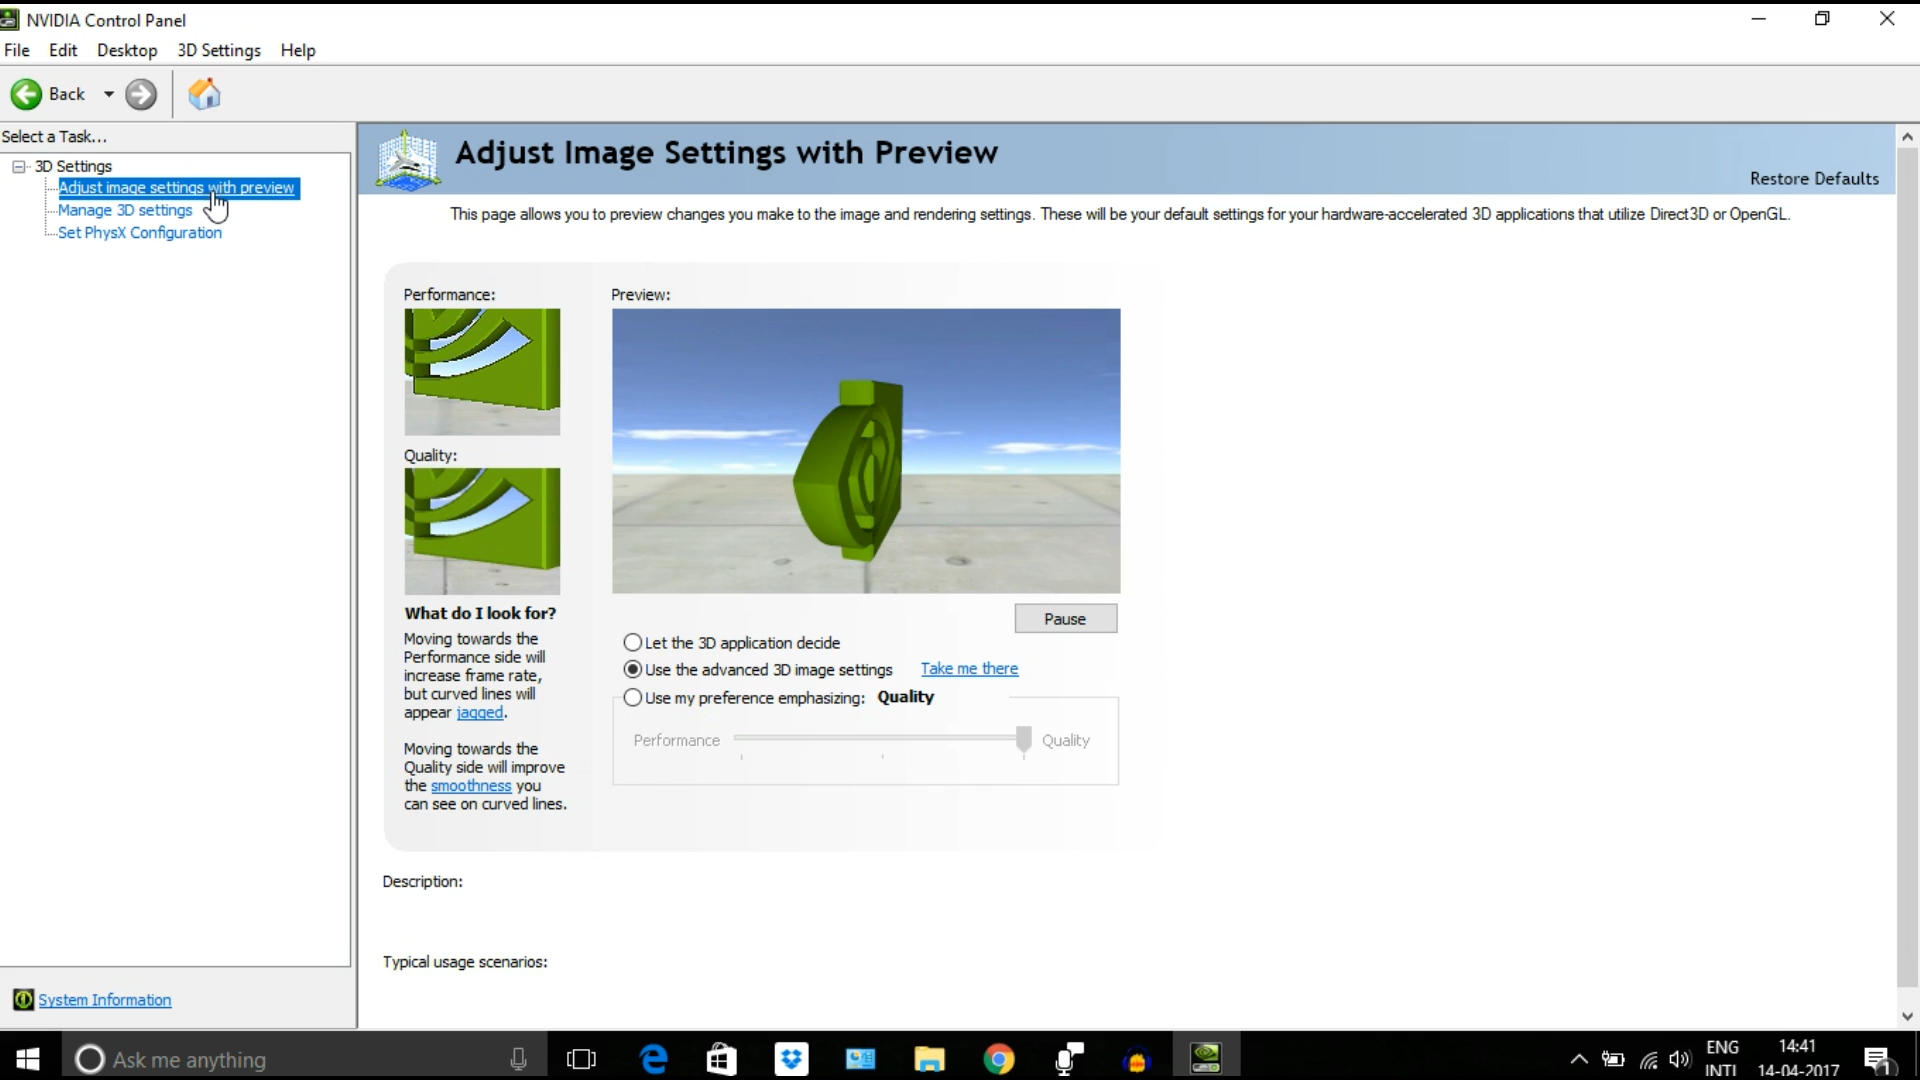 NVIDIA Control Panel
File Edit Desktop 3D Settings Help
Back
Select a Task...
3D Settings
Adjust image settings with preview
Manage 3D settings
Set PhysX Configuration
System Information
Adjust Image Settings with Preview
Restore Defaults
This page allows you to preview changes you make to the image and rendering settings. These will be your default settings for your hardware-accelerated 3D applications that utilize Direct3D or OpenGL.
Performance:
Quality:
What do I look for?
Moving towards the
Performance side will
increase frame rate,
but curved lines will
appear jagged.
Moving towards the
Quality side will improve
the smoothness you
can see on curved lines.
Preview:
Pause
Let the 3D application decide
Use the advanced 3D image settings Take me there
Use my preference emphasizing: Quality
Performance Quality
Description:
Typical usage scenarios:
Ask me anything
ENG
INTL
14:41
14-04-2017
1